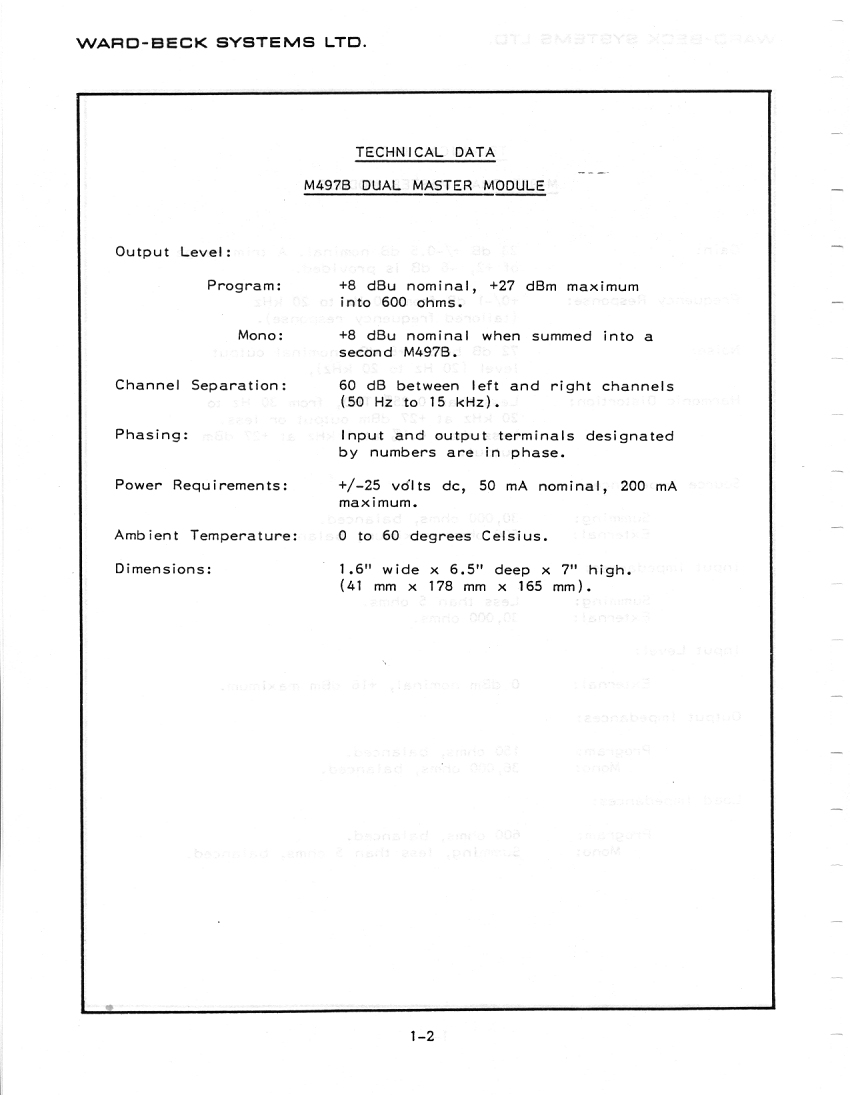 WARD-BECK SYSTEMS LTD.
TECHNICAL DATA
M497B DUAL MASTER MODULE
Output Level:
Program: +8 dBu nominal, +27 dBm maximum
into 600 ohms.
Mono: +8 dBu nominal when summed into a
second M497B.
Channel Separation: 60 dB between left and right channels
(50 Hz to 15 kHz).
Phasing: Input and output terminals designated
by numbers are in phase.
Power Requirements: +/-25 volts dc, 50 mA nominal, 200 mA
maximum.
Ambient Temperature: 0 to 60 degrees Celsius.
Dimensions: 1.6" wide x 6.5" deep x 7" high.
(41 mm x 178 mm x 165 mm).
1-2